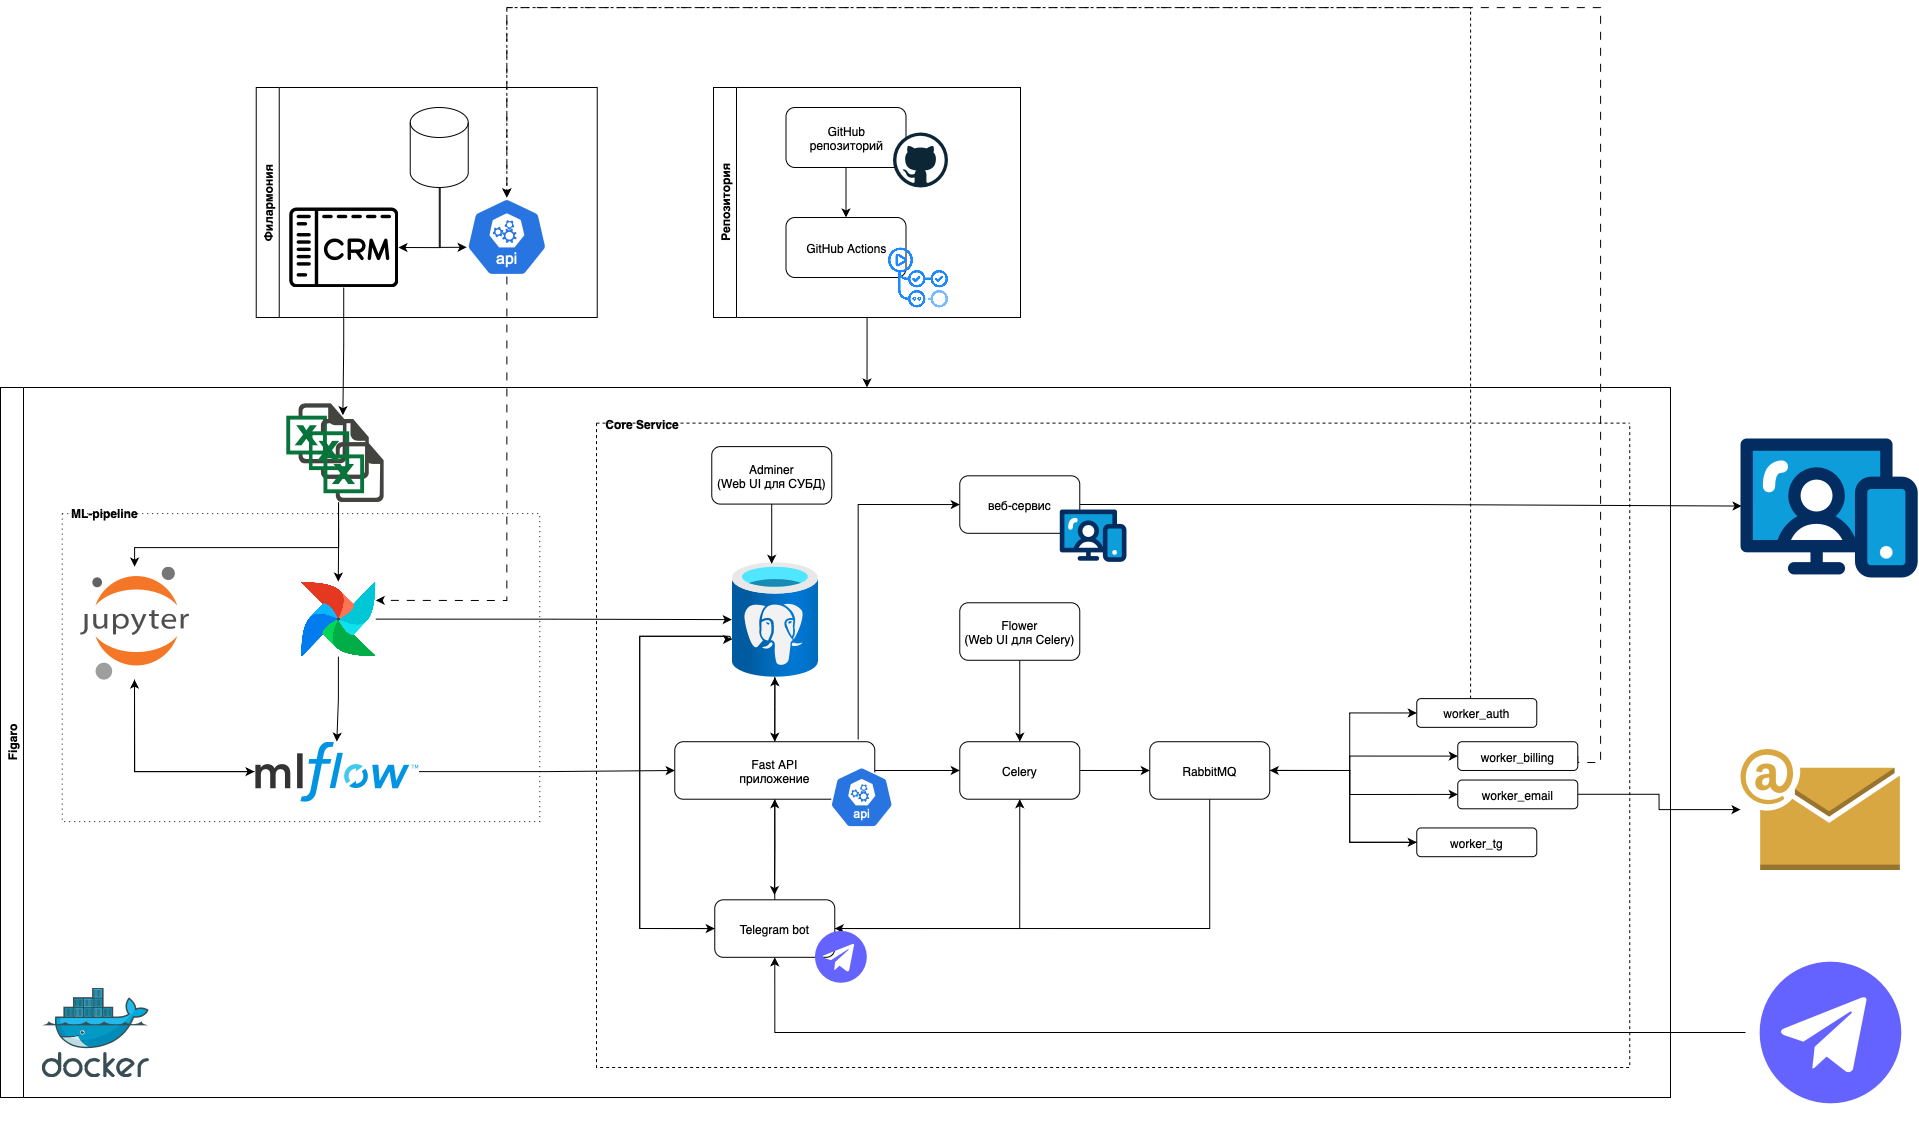 Филармония
CRM
api
Репозитория
GitHub
репозиторий
GitHub Actions
Figaro
ML-pipeline
jupyter
mlflow™
docker
Core Service
Adminer
(Web UI для СУБД)
веб-сервис
Flower
(Web UI для Celery)
Fast API
приложение
api
Celery
RabbitMQ
worker_auth
worker_billing
worker_email
worker_tg
Telegram bot
X
X
X
@